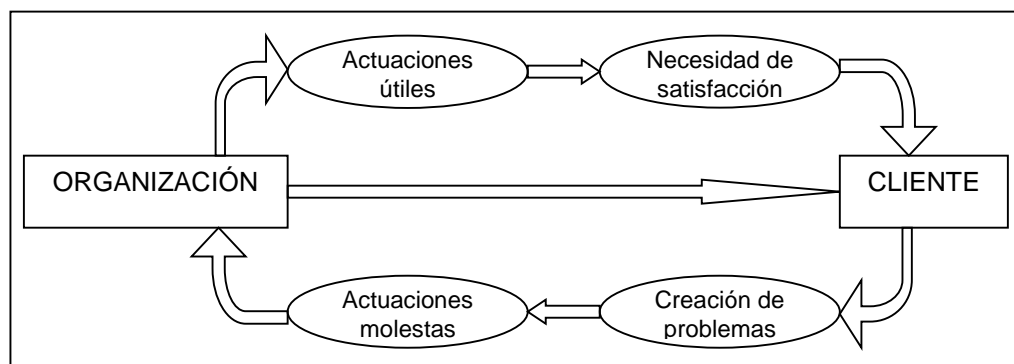 Actuaciones
útiles
Necesidad de
satisfacción
ORGANIZACIÓN
CLIENTE
Actuaciones
molestas
Creación de
problemas